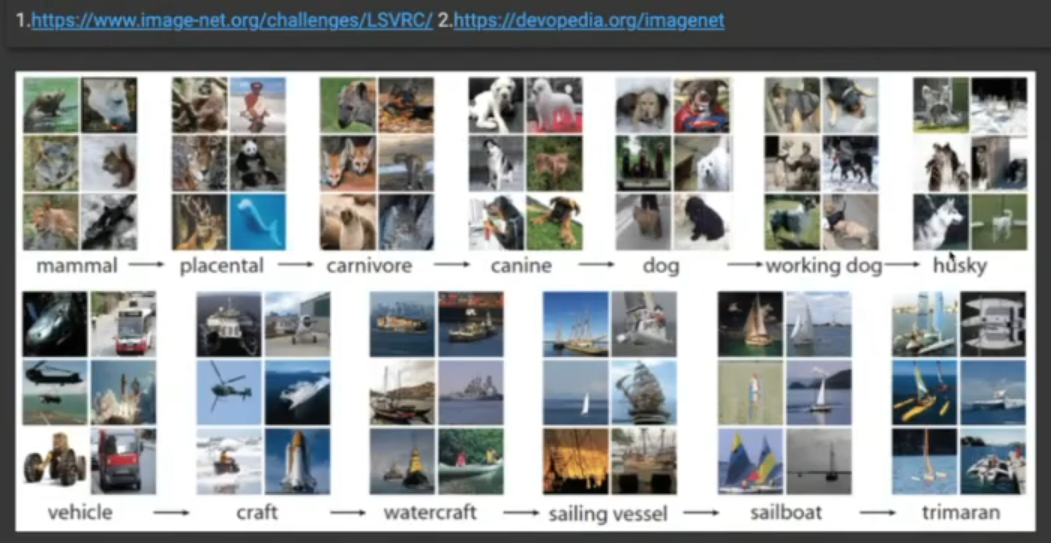 1.https://www.image-net.org/challenges/LSVRC/ 2.https://devopedia.org/imagenet
mammal → placental → carnivore → canine → dog → working dog → husky
vehicle → craft → watercraft → sailing vessel → sailboat → trimaran